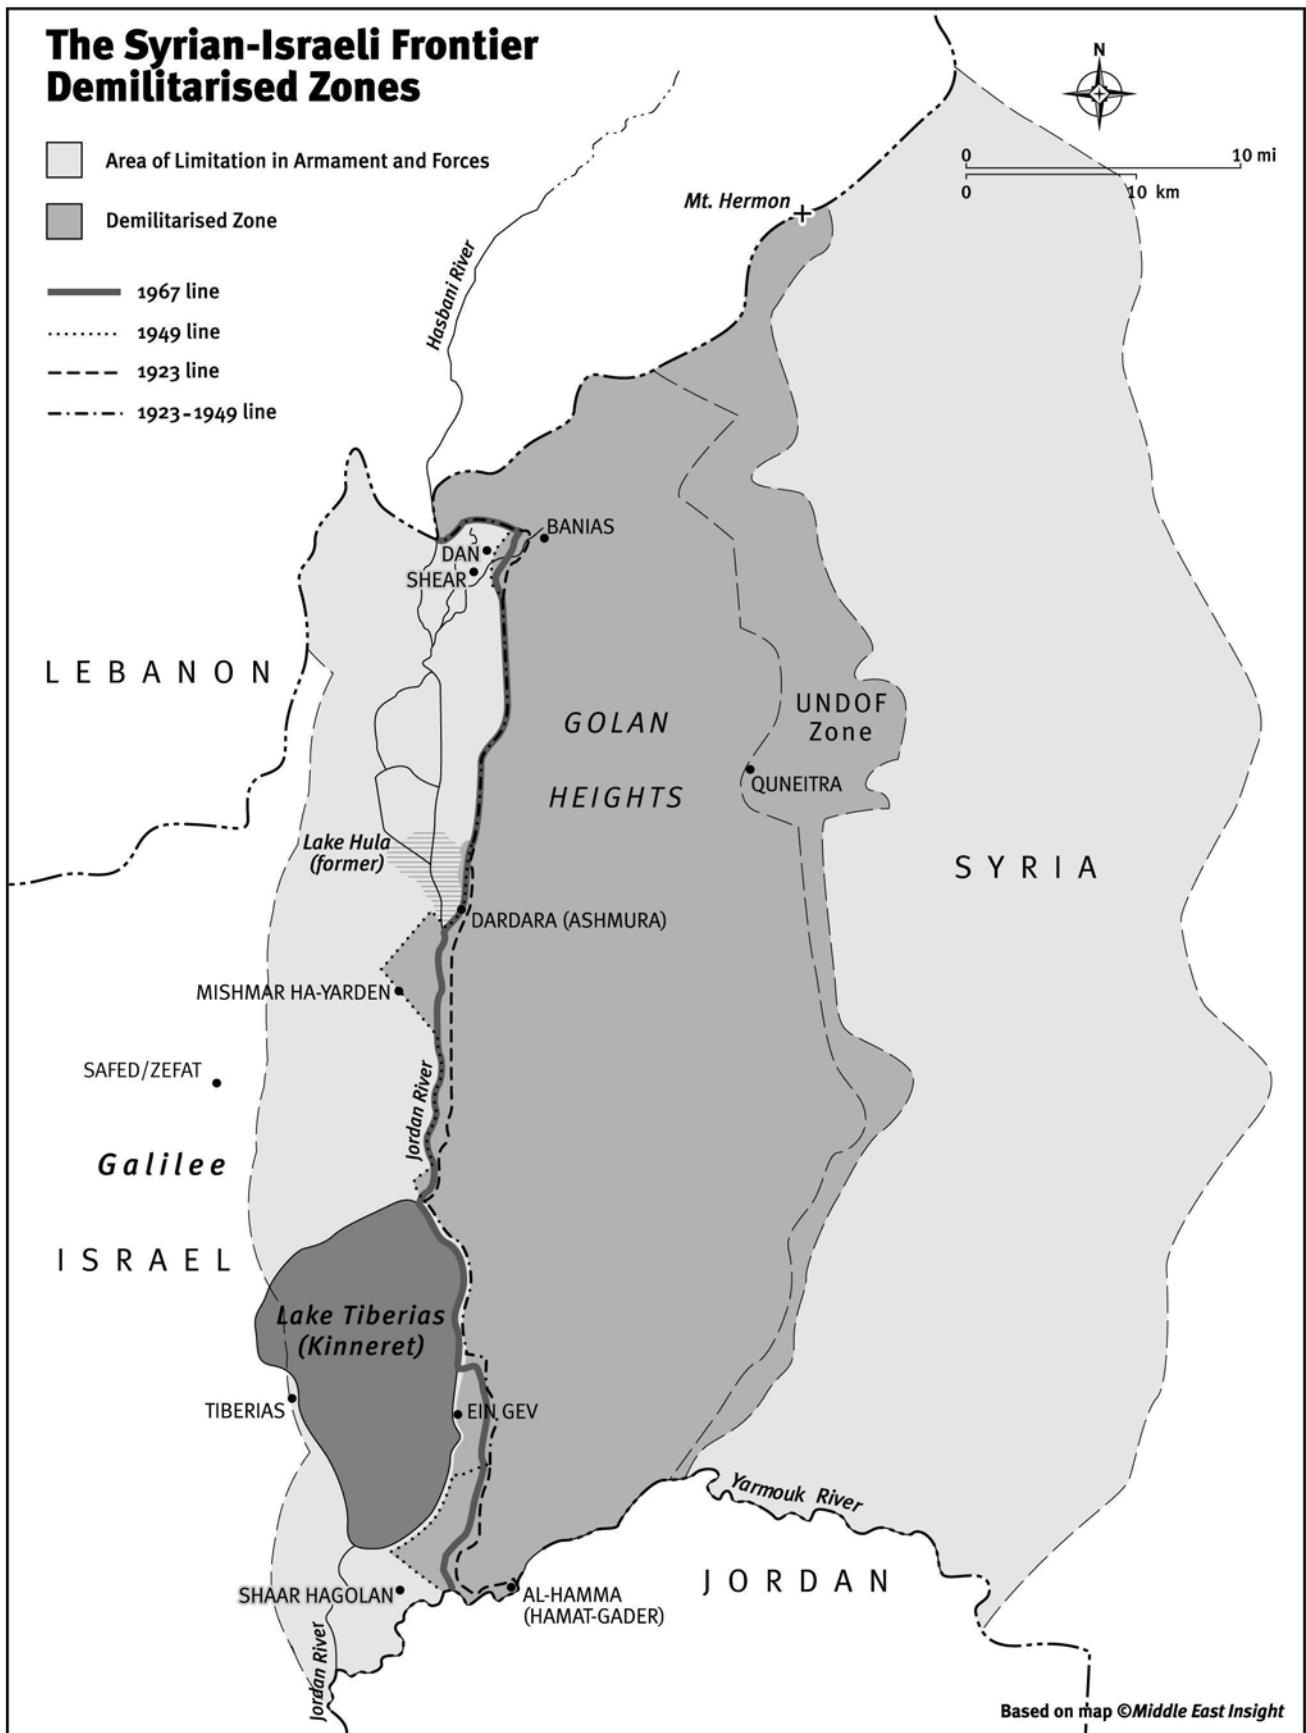 The Syrian-Israeli Frontier
Demilitarised Zones
Area of Limitation in Armament and Forces
Demilitarised Zone
1967 line
1949 line
1923 line
1923-1949 line
N
0 10 mi
0 10 km
Mt. Hermon
Hasbani River
BANIAS
DAN
SHEAR
LEBANON
GOLAN
HEIGHTS
UNDOF
Zone
QUNEITRA
Lake Hula
(former)
SYRIA
DARDARA (ASHMURA)
MISHMAR HA-YARDEN
SAFED/ZEFAT
Jordan River
Galilee
ISRAEL
Lake Tiberias
(Kinneret)
TIBERIAS
EIN GEV
Yarmouk River
JORDAN
SHAAR HAGOLAN
AL-HAMMA
(HAMAT-GADER)
Jordan River
Based on map ©Middle East Insight